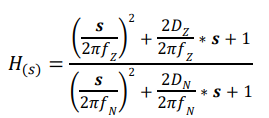 H(s) = ((s/2πf_Z)^2 + 2D_Z/2πf_Z * s + 1) / ((s/2πf_N)^2 + 2D_N/2πf_N * s + 1)